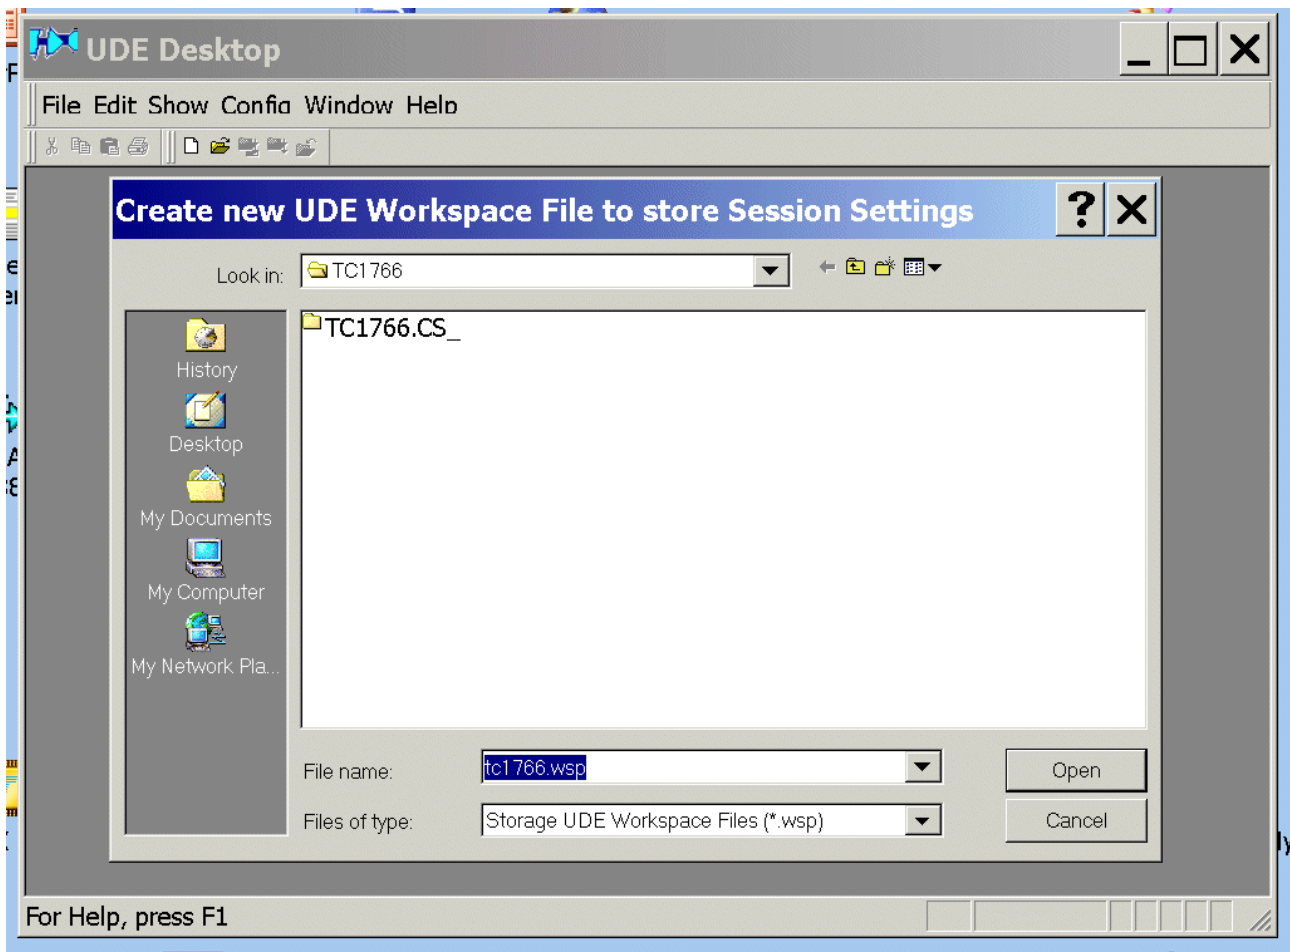 UDE Desktop
File Edit Show Config Window Help
Create new UDE Workspace File to store Session Settings
Look in: TC1766
TC1766.CS_
History
Desktop
My Documents
My Computer
My Network Pla...
File name: tc1766.wsp
Open
Files of type: Storage UDE Workspace Files (*.wsp)
Cancel
For Help, press F1